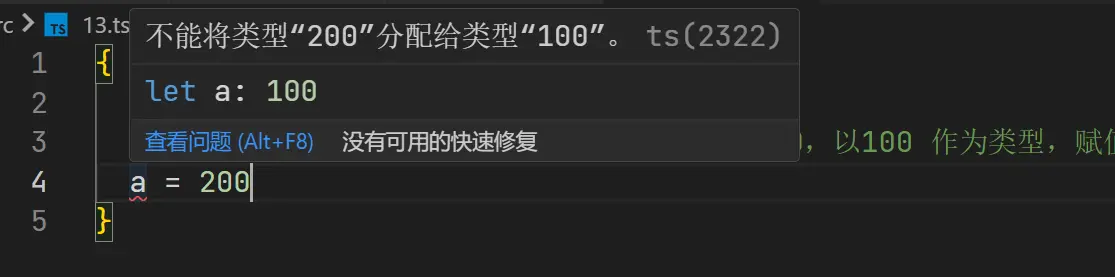 rc > TS 13.ts
不能将类型“200”分配给类型“100”。 ts(2322)
let a: 100
查看问题 (Alt+F8) 没有可用的快速修复
1 {
2
3 ，以100 作为类型，赋值
4 a = 200
5 }